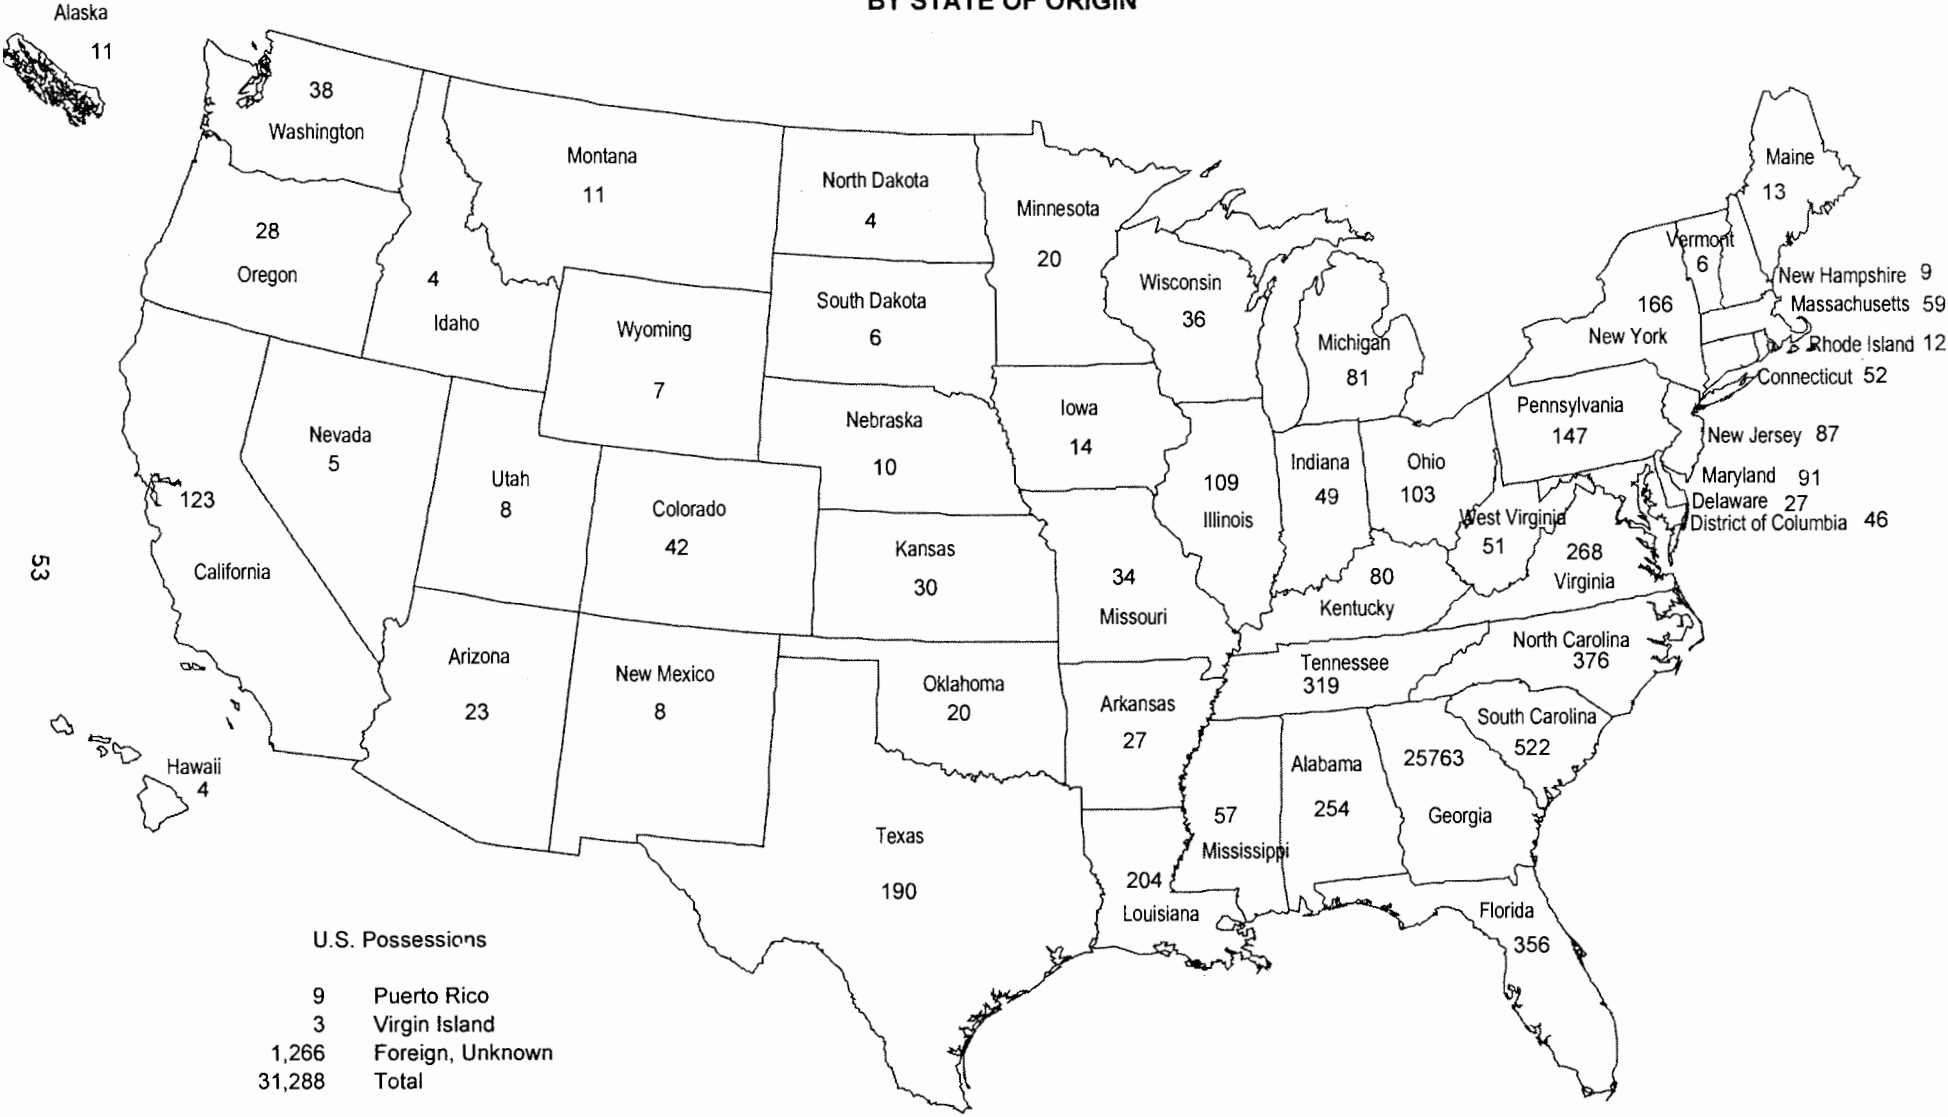 BY STATE OF ORIGIN
Alaska
11
38
Washington
Montana
11
North Dakota
4
Minnesota
20
Maine
13
28
Oregon
4
Idaho
Wyoming
7
South Dakota
6
Wisconsin
36
Michigan
81
Vermont
6
New Hampshire 9
Massachusetts 59
166
New York
Rhode Island 12
Connecticut 52
Nevada
5
Utah
8
Nebraska
10
Iowa
14
Pennsylvania
147
New Jersey 87
Maryland 91
Delaware 27
District of Columbia 46
123
California
Colorado
42
Kansas
30
109
Illinois
Indiana
49
Ohio
103
West Virginia
51
268
Virginia
53
34
Missouri
80
Kentucky
Arizona
23
New Mexico
8
Oklahoma
20
Arkansas
27
Tennessee
319
North Carolina
376
South Carolina
522
Hawaii
4
Texas
190
204
Louisiana
57
Mississippi
Alabama
254
25763
Georgia
Florida
356
U.S. Possessions
9 Puerto Rico
3 Virgin Island
1,266 Foreign, Unknown
31,288 Total